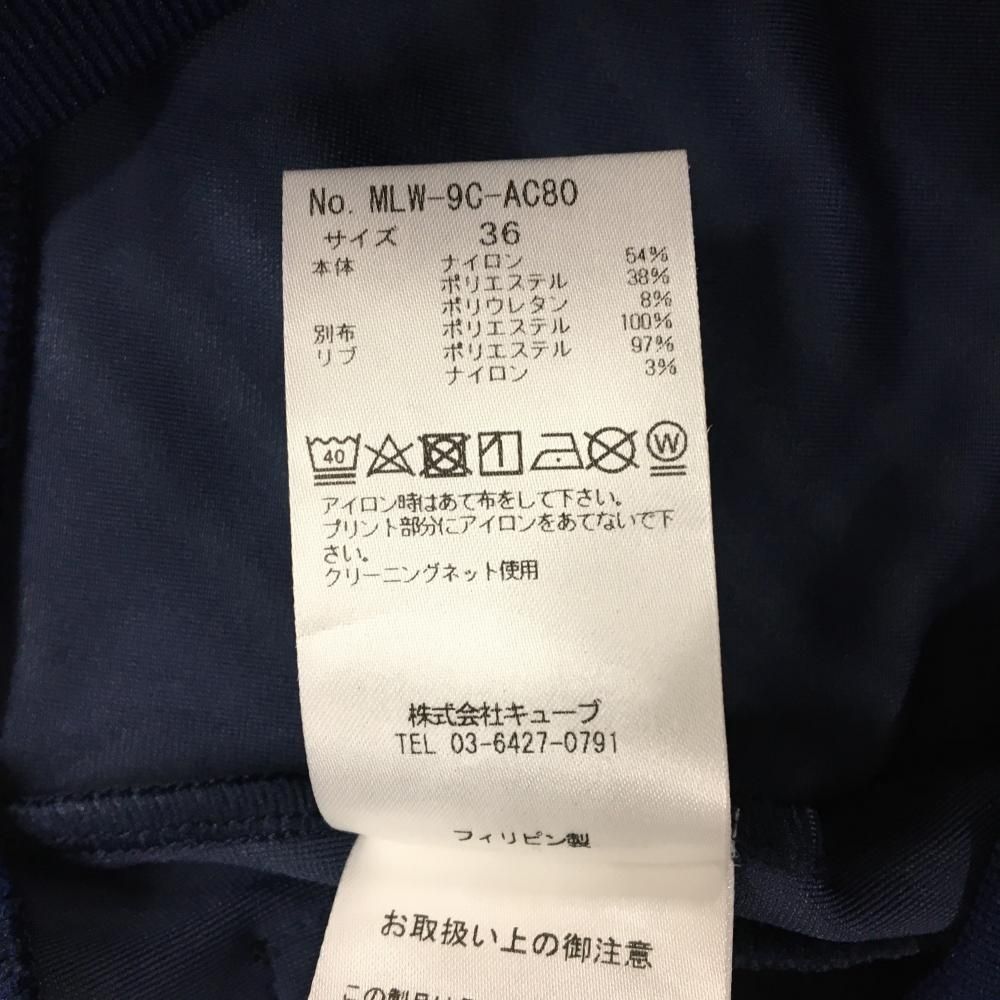 No. MLW-9C-AC80
サイズ 36
本体 ナイロン 54%
ポリエステル 38%
ポリウレタン 8%
別布 ポリエステル 100%
リブ ポリエステル 97%
ナイロン 3%
40 W
アイロン時はあて布をして下さい。
プリント部分にアイロンをあてないで下
さい。
クリーニングネット使用
株式会社キューブ
TEL 03-6427-0791
フィリピン製
お取扱い上の御注意
この製品は